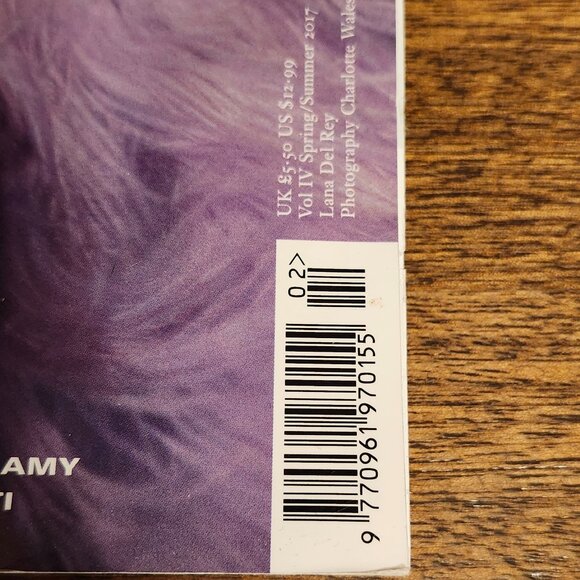 UK £5.50 US $12.99
Vol IV Spring/Summer 2017
Lana Del Rey
Photography Charlotte Wales
02>
9 770961 970155
AMY
TI